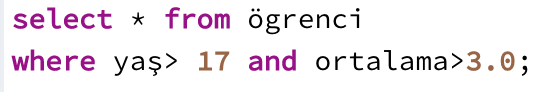 select * from ögrenci
where yaş> 17 and ortalama>3.0;